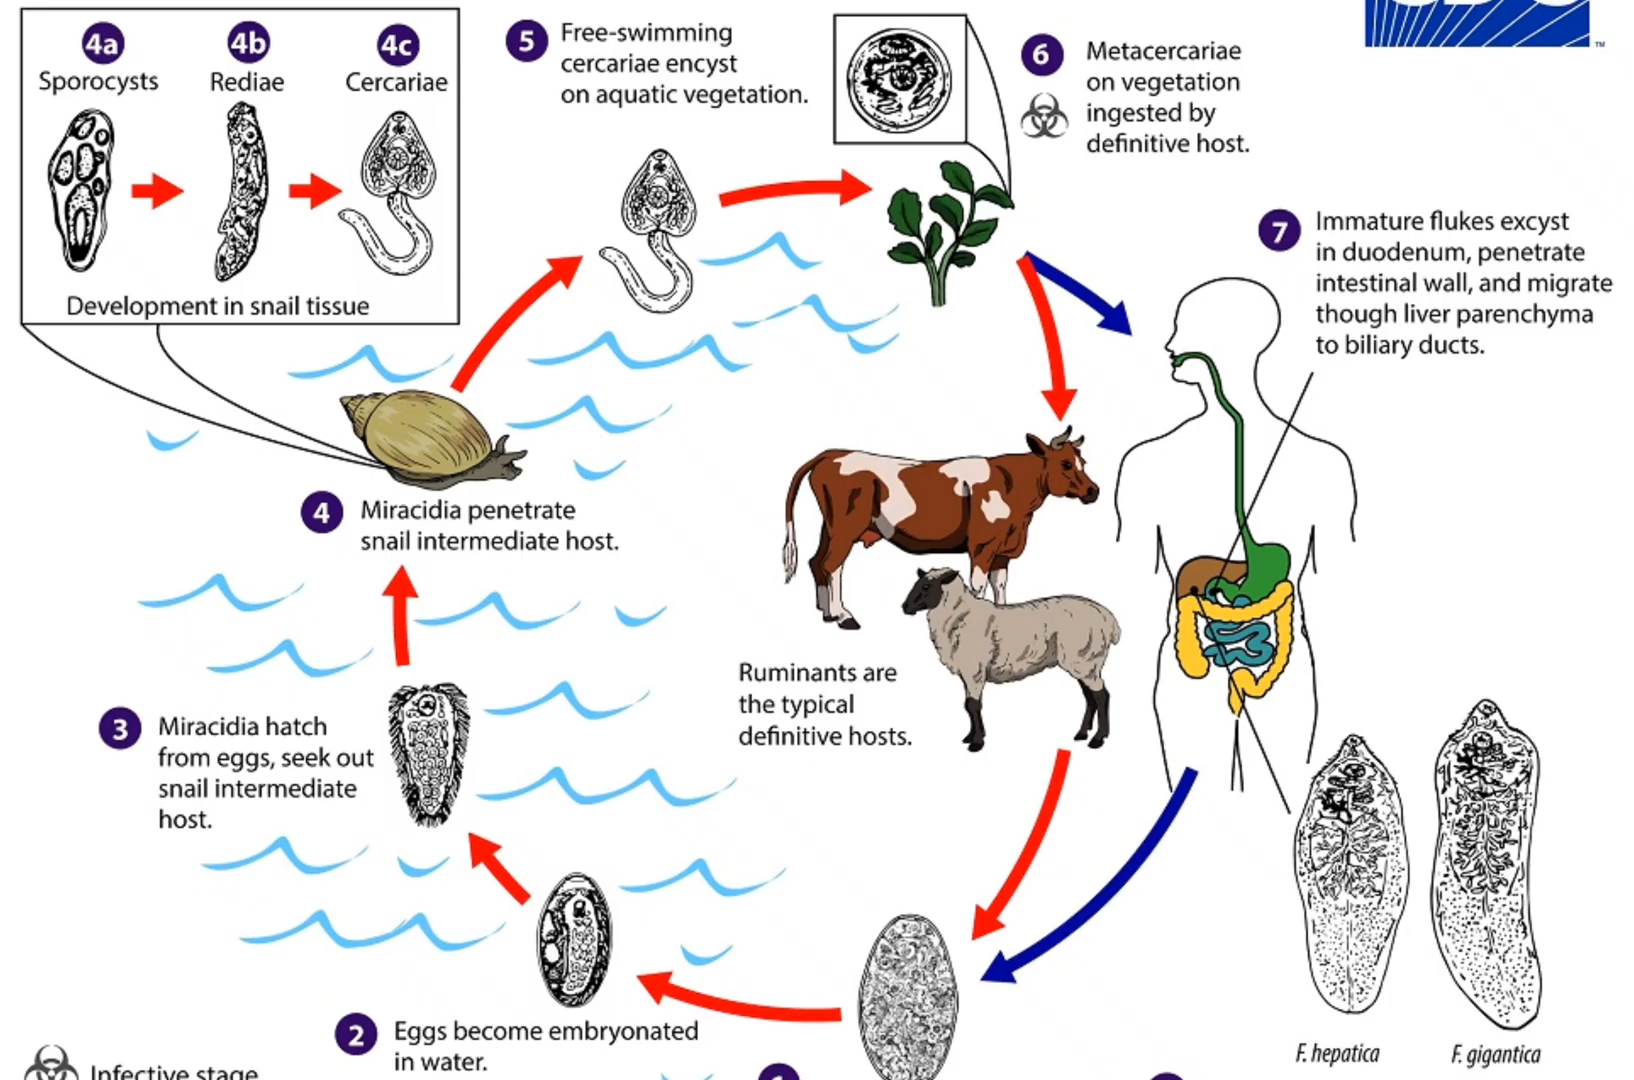 4a
Sporocysts
4b
Rediae
4c
Cercariae
Development in snail tissue
5
Free-swimming
cercariae encyst
on aquatic vegetation.
6
Metacercariae
on vegetation
ingested by
definitive host.
TM
7
Immature flukes excyst
in duodenum, penetrate
intestinal wall, and migrate
though liver parenchyma
to biliary ducts.
4
Miracidia penetrate
snail intermediate host.
Ruminants are
the typical
definitive hosts.
3
Miracidia hatch
from eggs, seek out
snail intermediate
host.
2
Eggs become embryonated
in water.
F. hepatica
F. gigantica
Infective stage